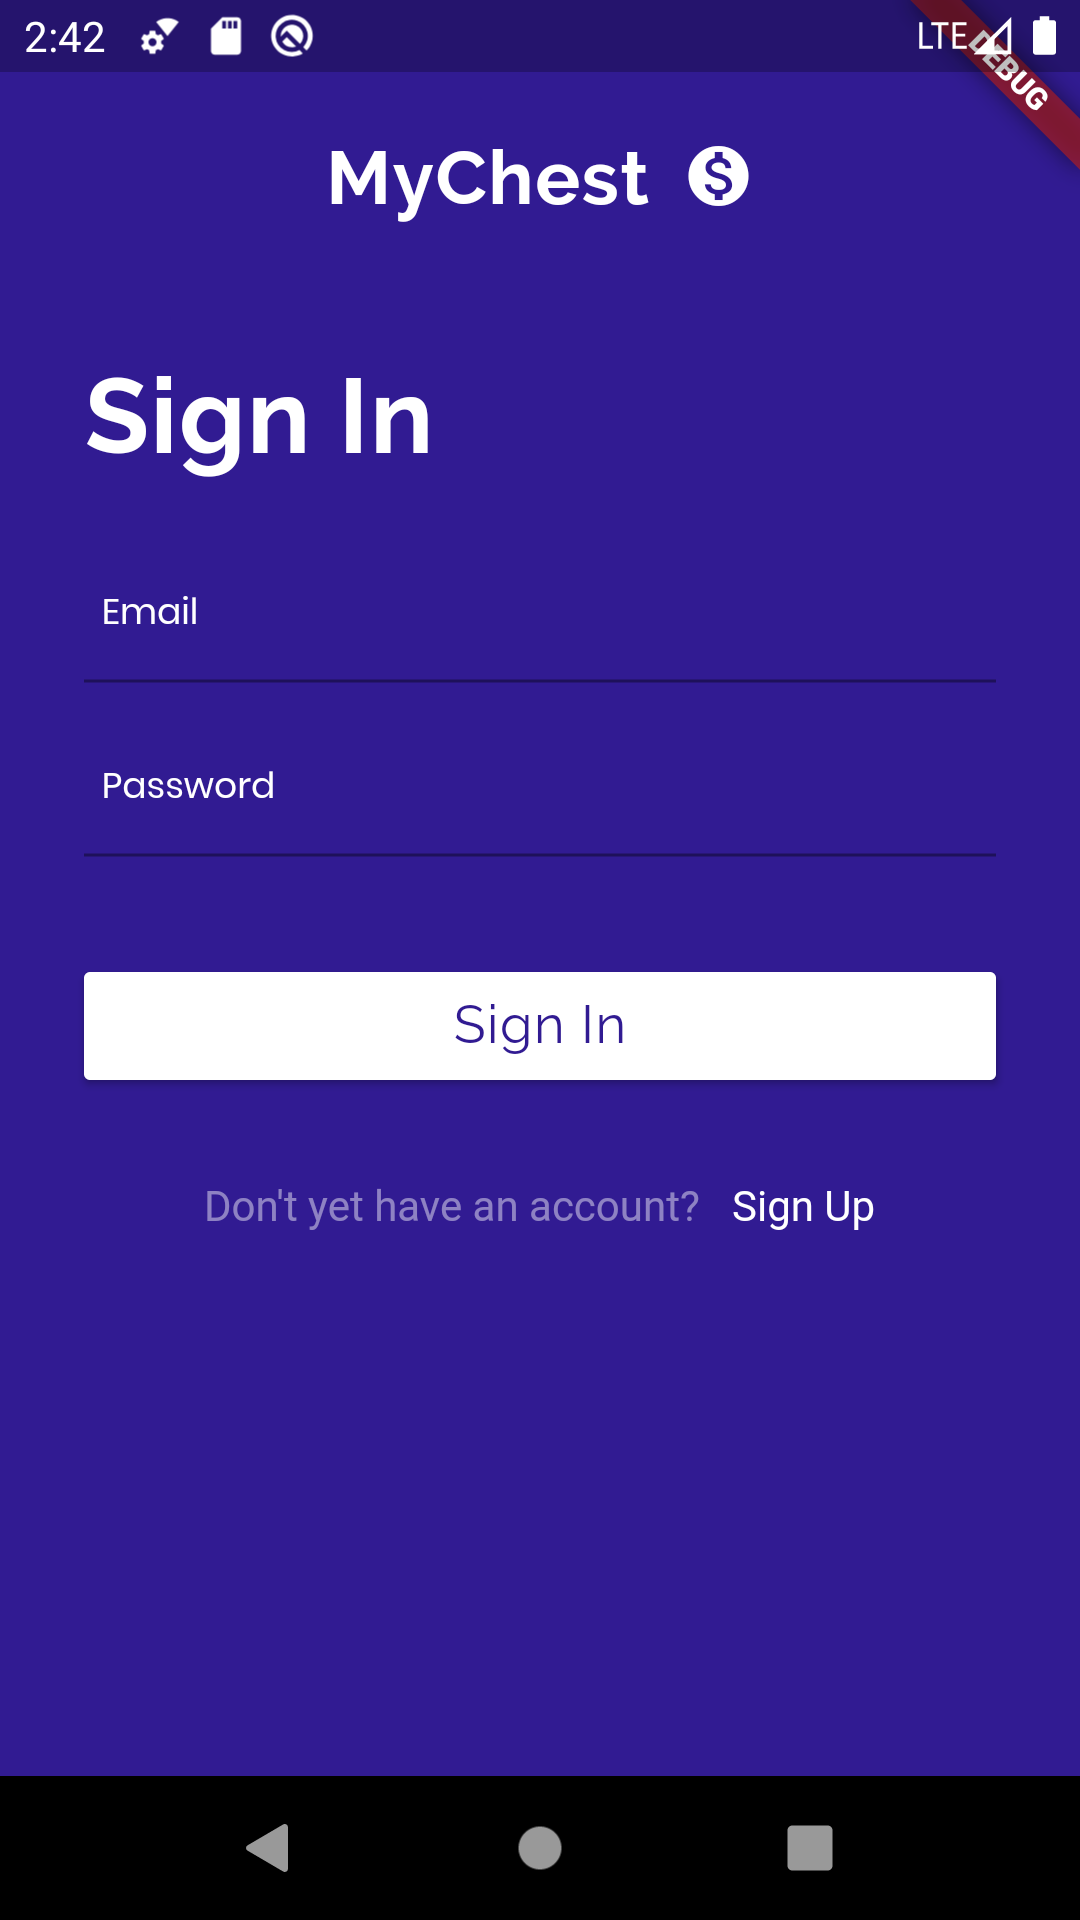 2:42
LTE
DEBUG
MyChest
Sign In
Email
Password
Sign In
Don't yet have an account? Sign Up